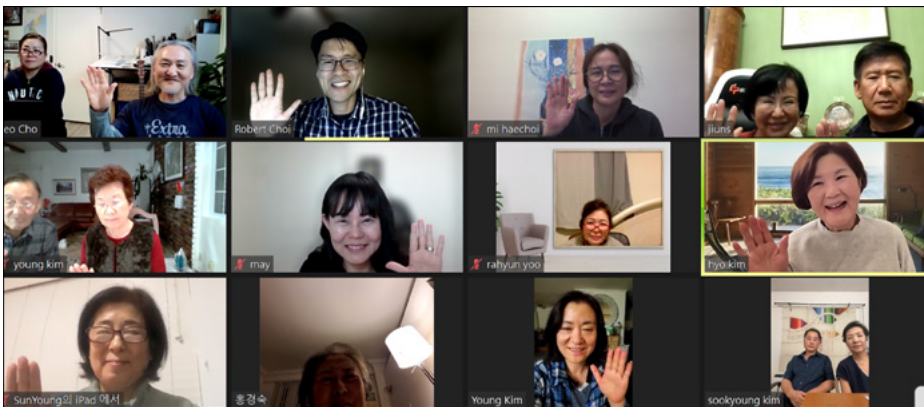 eo Cho
Extra
Robert Choi
mi haechoi
jiuns
young kim
may
rahyun yoo
hyo kim
SunYoung의 iPad 에서
홍경숙
Young Kim
sookyoung kim